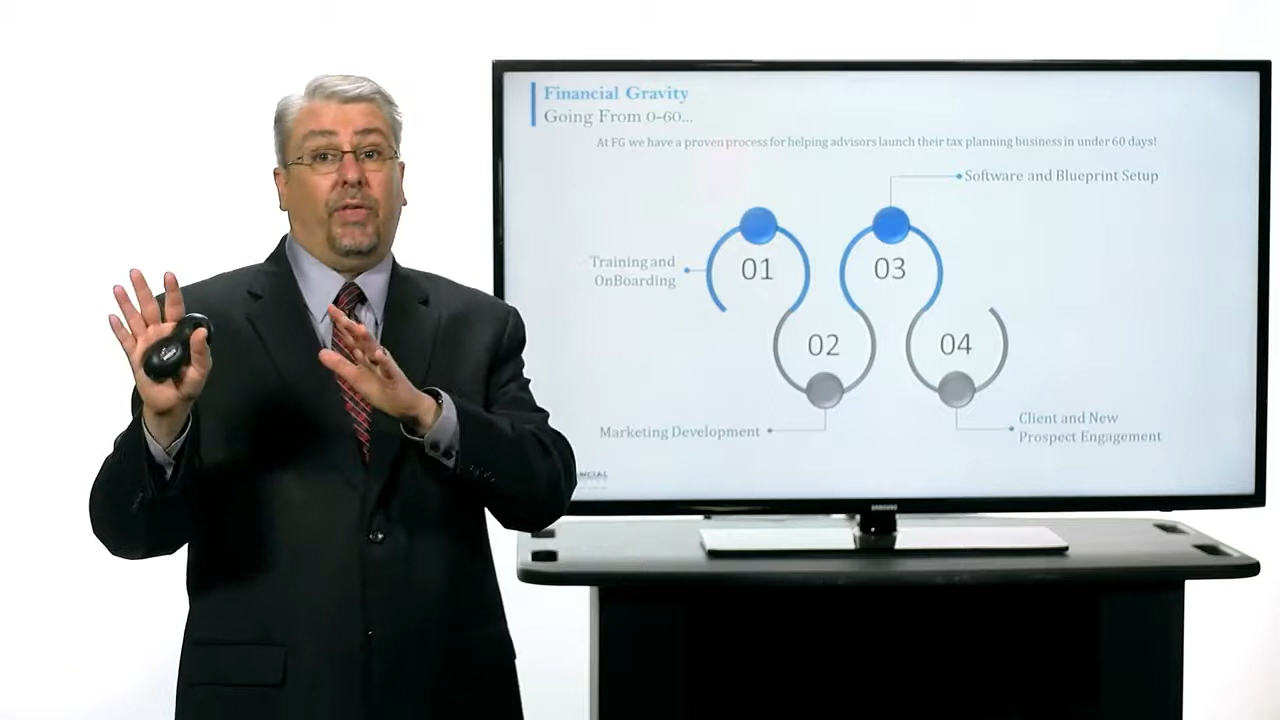 Financial Gravity
Going From 0-60...
At FG we have a proven process for helping advisors launch their tax planning business in under 60 days!
Software and Blueprint Setup
Training and
OnBoarding
01
03
02
04
Marketing Development
Client and New
Prospect Engagement
NCIAL
SAMSUNG